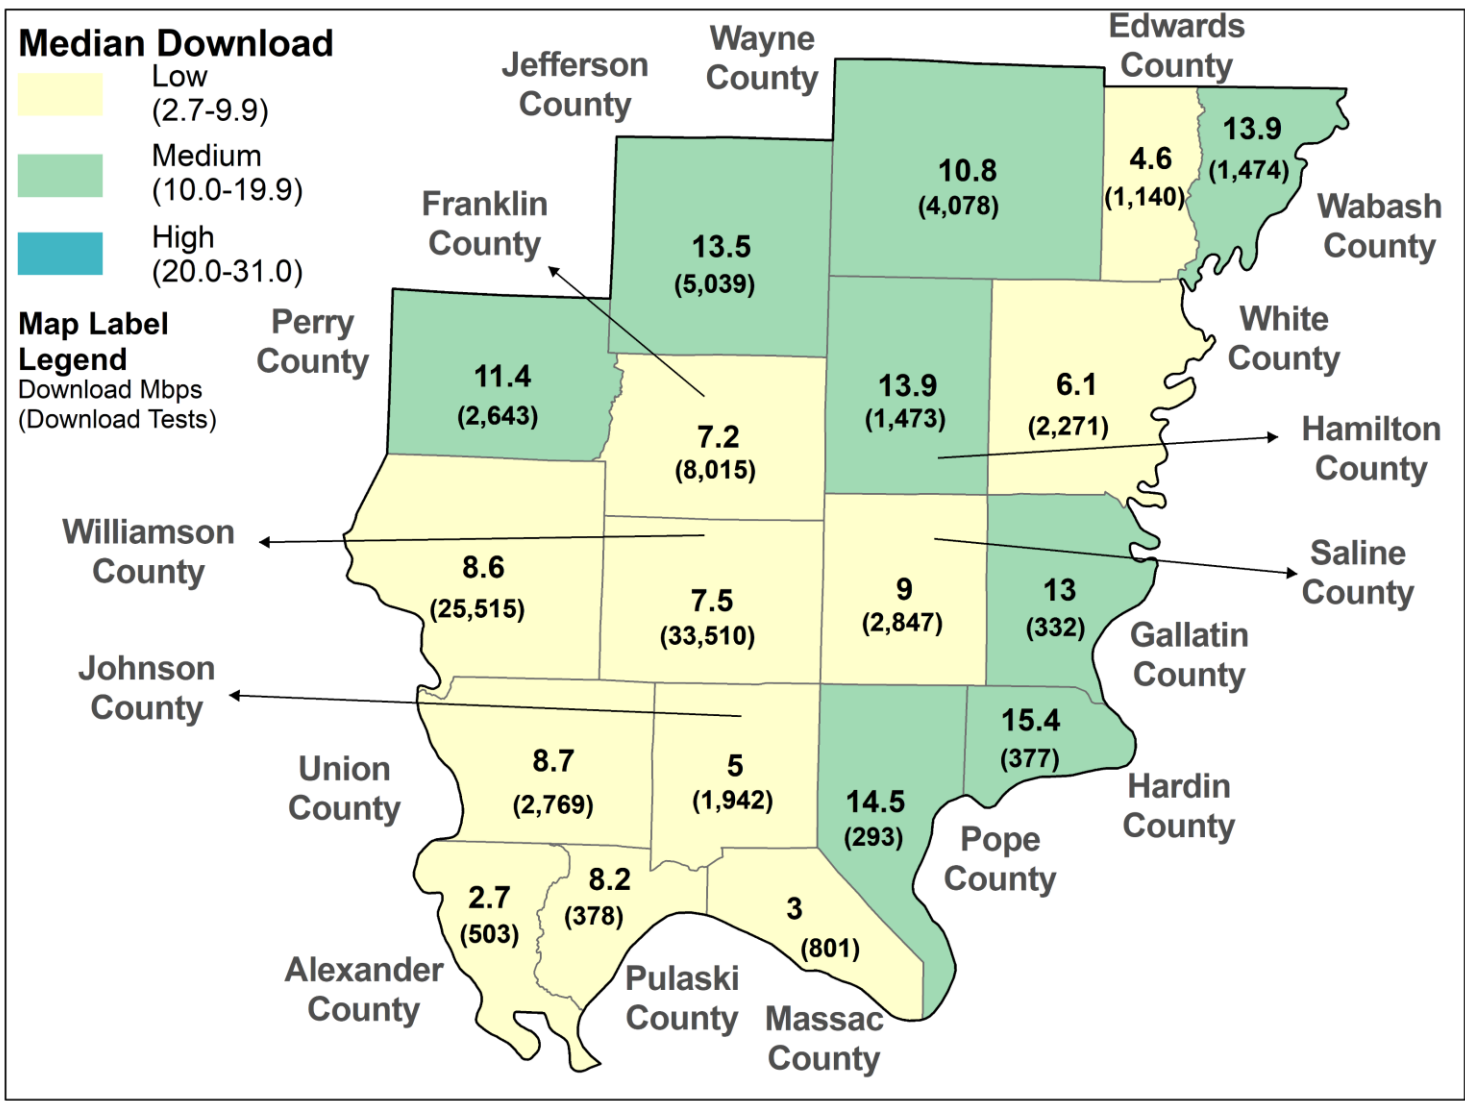 Median Download
Low
(2.7-9.9)
Medium
(10.0-19.9)
High
(20.0-31.0)
Map Label
Legend
Download Mbps
(Download Tests)
Edwards
County
Wayne
County
Jefferson
County
Franklin
County
Perry
County
Wabash
County
White
County
Hamilton
County
Williamson
County
Saline
County
Gallatin
County
Johnson
County
Union
County
Hardin
County
Pope
County
Alexander
County
Pulaski
County
Massac
County
13.9
(1,474)
4.6
(1,140)
10.8
(4,078)
13.5
(5,039)
11.4
(2,643)
7.2
(8,015)
13.9
(1,473)
6.1
(2,271)
8.6
(25,515)
7.5
(33,510)
9
(2,847)
13
(332)
8.7
(2,769)
5
(1,942)
14.5
(293)
15.4
(377)
2.7
(503)
8.2
(378)
3
(801)